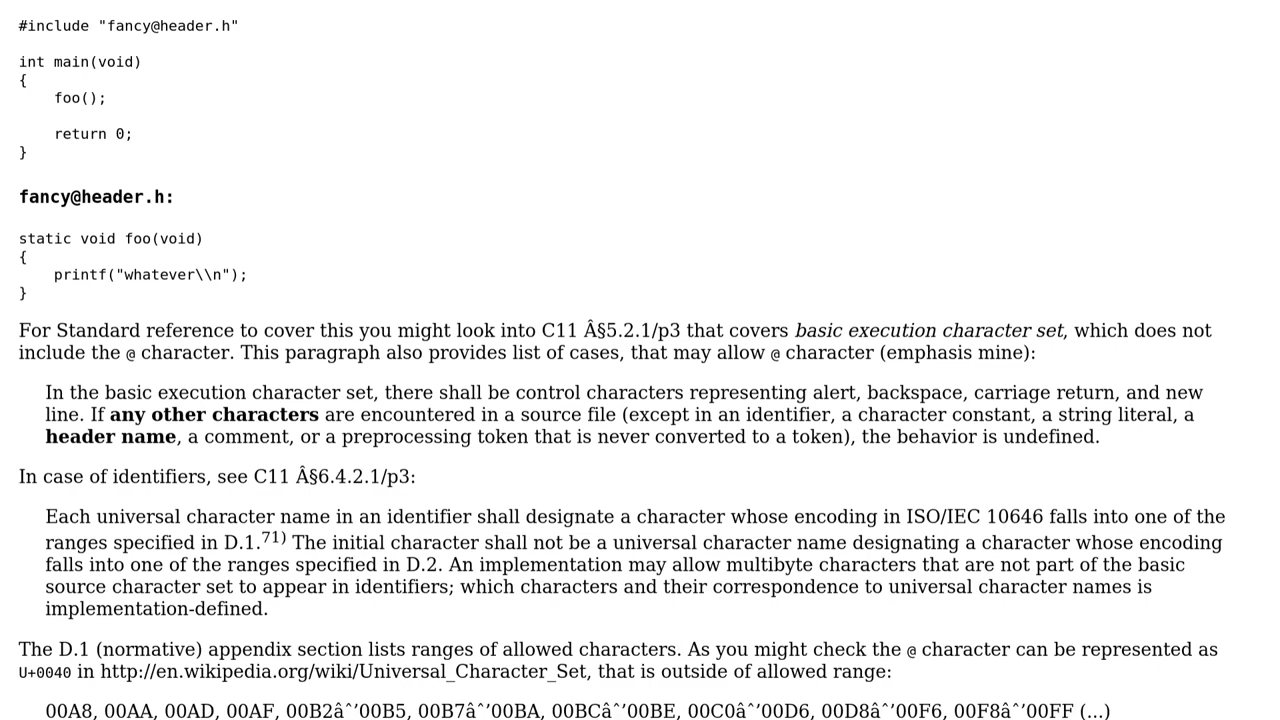 #include "fancy@header.h"
int main(void)
{
    foo();
    return 0;
}
fancy@header.h:
static void foo(void)
{
    printf("whatever\\n");
}
For Standard reference to cover this you might look into C11 Â§5.2.1/p3 that covers basic execution character set, which does not
include the @ character. This paragraph also provides list of cases, that may allow @ character (emphasis mine):
In the basic execution character set, there shall be control characters representing alert, backspace, carriage return, and new
line. If any other characters are encountered in a source file (except in an identifier, a character constant, a string literal, a
header name, a comment, or a preprocessing token that is never converted to a token), the behavior is undefined.
In case of identifiers, see C11 Â§6.4.2.1/p3:
Each universal character name in an identifier shall designate a character whose encoding in ISO/IEC 10646 falls into one of the
ranges specified in D.1.71) The initial character shall not be a universal character name designating a character whose encoding
falls into one of the ranges specified in D.2. An implementation may allow multibyte characters that are not part of the basic
source character set to appear in identifiers; which characters and their correspondence to universal character names is
implementation-defined.
The D.1 (normative) appendix section lists ranges of allowed characters. As you might check the @ character can be represented as
U+0040 in http://en.wikipedia.org/wiki/Universal_Character_Set, that is outside of allowed range:
00A8, 00AA, 00AD, 00AF, 00B2âˆ’00B5, 00B7âˆ’00BA, 00BCâˆ’00BE, 00C0âˆ’00D6, 00D8âˆ’00F6, 00F8âˆ’00FF (...)